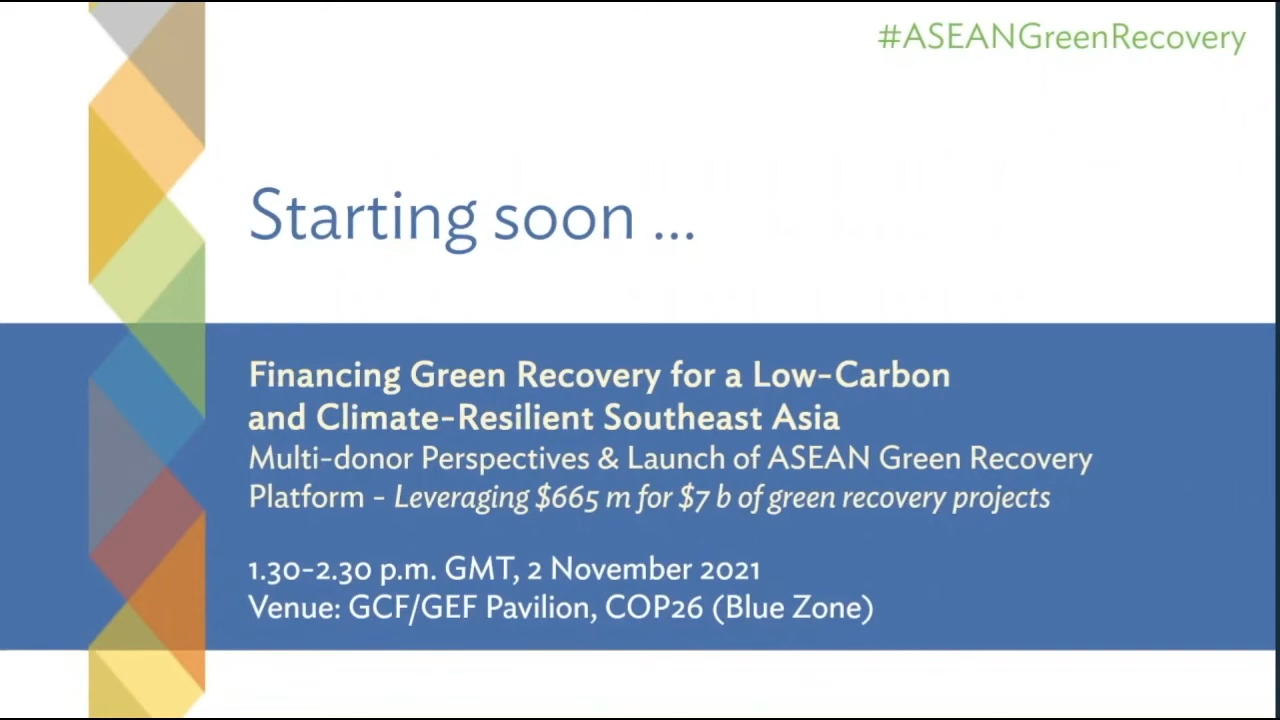 #ASEANGreenRecovery
Starting soon ...
Financing Green Recovery for a Low-Carbon
and Climate-Resilient Southeast Asia
Multi-donor Perspectives & Launch of ASEAN Green Recovery
Platform - Leveraging $665 m for $7 b of green recovery projects
1.30-2.30 p.m. GMT, 2 November 2021
Venue: GCF/GEF Pavilion, COP26 (Blue Zone)